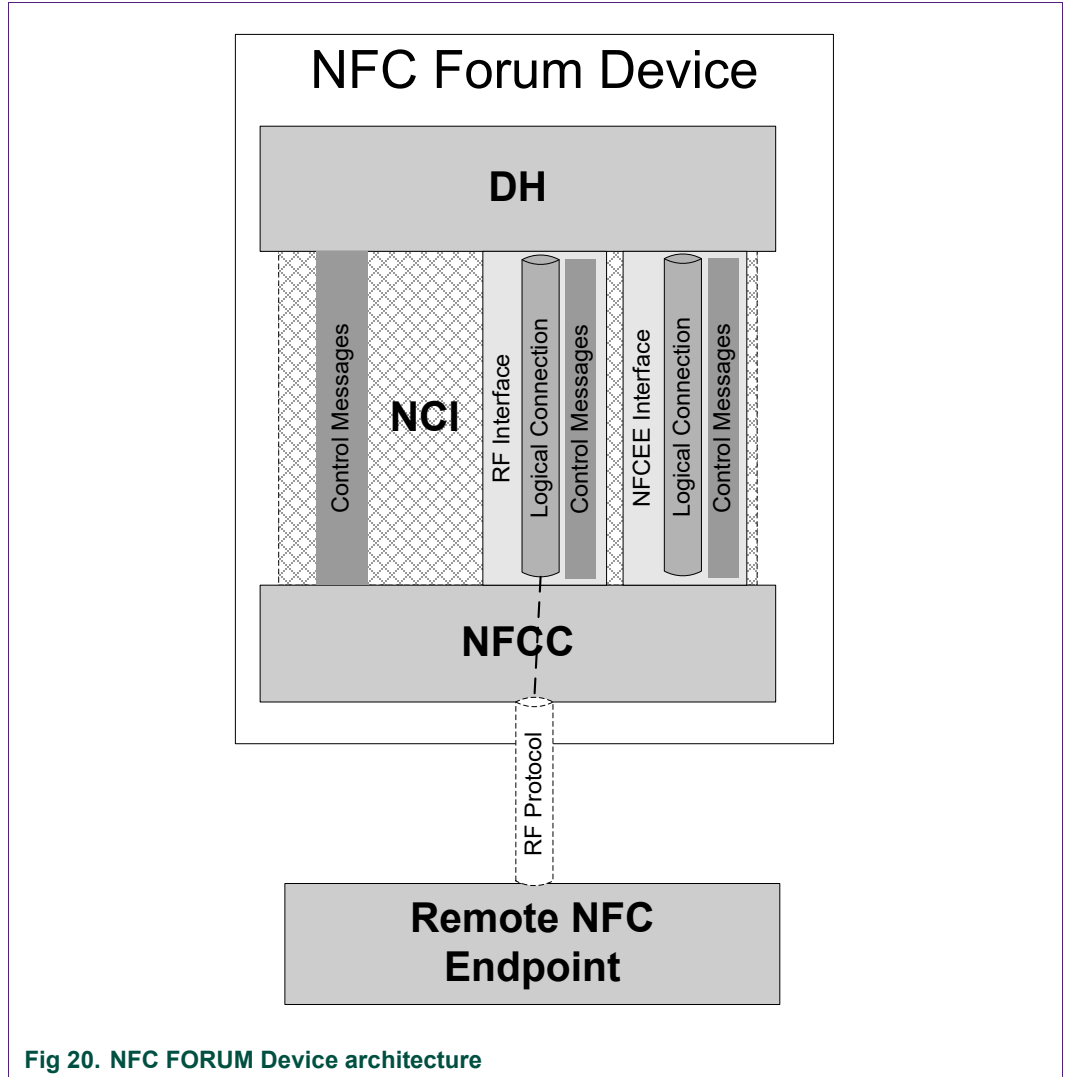 NFC Forum Device
DH
Control Messages
NCI
RF Interface
Logical Connection
Control Messages
NFCEE Interface
Logical Connection
Control Messages
NFCC
RF Protocol
Remote NFC
Endpoint
Fig 20. NFC FORUM Device architecture